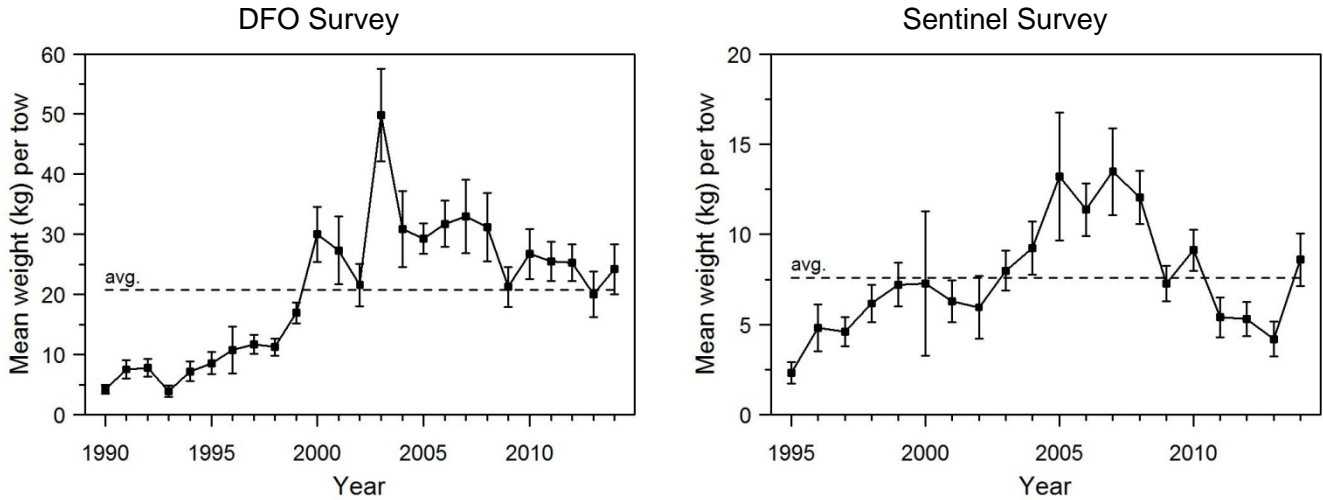 DFO Survey
Mean weight (kg) per tow
60
50
40
30
20
10
0
avg.
1990
1995
2000
2005
2010
Year
Sentinel Survey
Mean weight (kg) per tow
20
15
10
5
0
avg.
1995
2000
2005
2010
Year